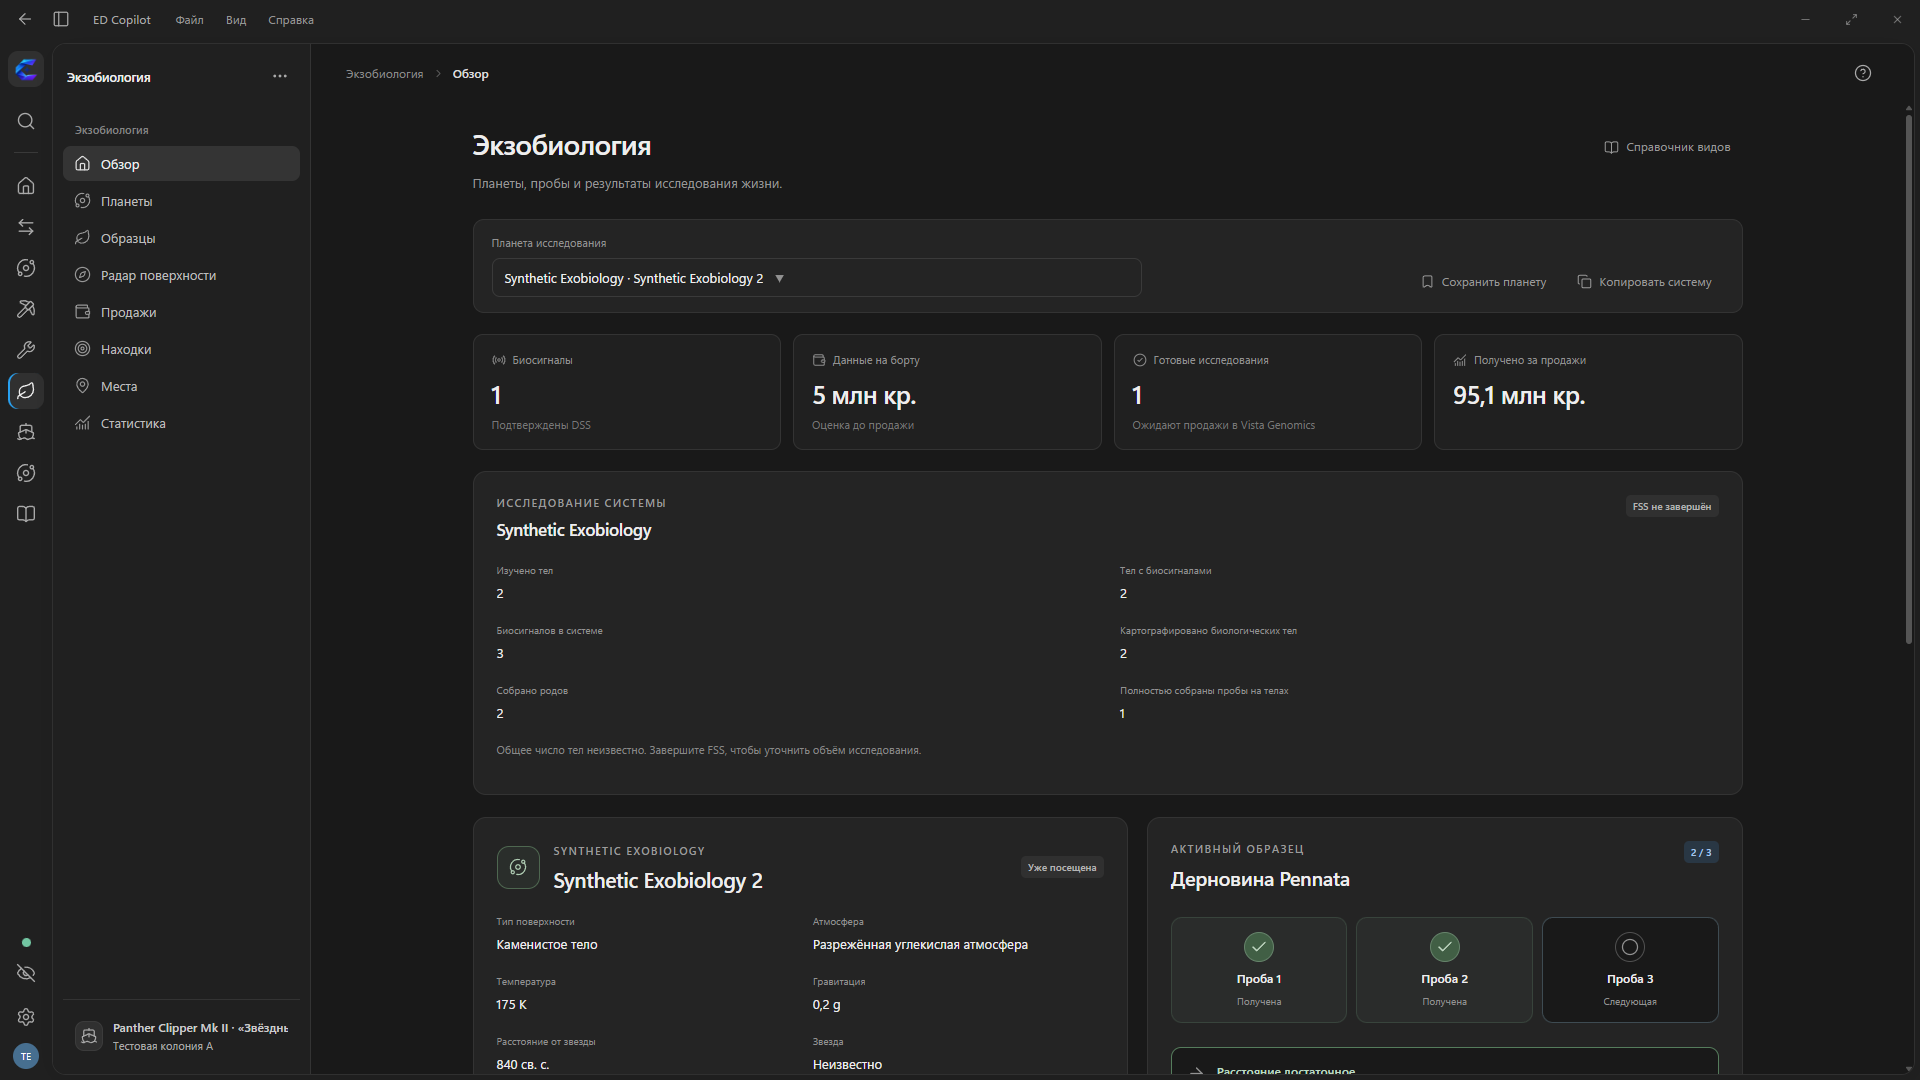 ED Copilot
Файл
Вид
Справка
Экзобиология
Экзобиология
Обзор
Планеты
Образцы
Радар поверхности
Продажи
Находки
Места
Статистика
Panther Clipper Mk II · «Звёзднь
Тестовая колония А
TE
Экзобиология > Обзор
Экзобиология
Справочник видов
Планеты, пробы и результаты исследования жизни.
Планета исследования
Synthetic Exobiology · Synthetic Exobiology 2
Сохранить планету
Копировать систему
Биосигналы
1
Подтверждены DSS
Данные на борту
5 млн кр.
Оценка до продажи
Готовые исследования
1
Ожидают продажи в Vista Genomics
Получено за продажи
95,1 млн кр.
ИССЛЕДОВАНИЕ СИСТЕМЫ
FSS не завершён
Synthetic Exobiology
Изучено тел
2
Тел с биосигналами
2
Биосигналов в системе
3
Картографировано биологических тел
2
Собрано родов
2
Полностью собраны пробы на телах
1
Общее число тел неизвестно. Завершите FSS, чтобы уточнить объём исследования.
SYNTHETIC EXOBIOLOGY
Synthetic Exobiology 2
Уже посещена
Тип поверхности
Каменистое тело
Атмосфера
Разрежённая углекислая атмосфера
Температура
175 K
Гравитация
0,2 g
Расстояние от звезды
840 св. с.
Звезда
Неизвестно
АКТИВНЫЙ ОБРАЗЕЦ
2 / 3
Дерновина Pennata
Проба 1
Получена
Проба 2
Получена
Проба 3
Следующая
Расстояние достаточное